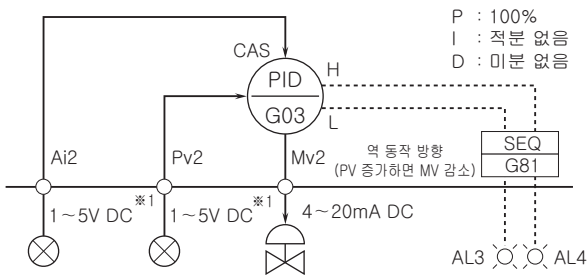 P : 100%
I : 적분 없음
D : 미분 없음
CAS
PID
G03
H
L
Ai2
Pv2
Mv2
역 동작 방향
(PV 증가하면 MV 감소)
SEQ
G81
※1
※1
1~5V DC
1~5V DC
4~20mA DC
AL3
AL4